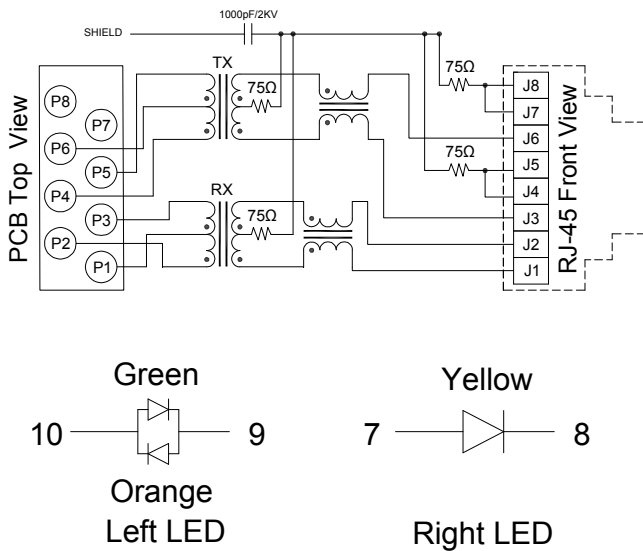 1000pF/2KV
SHIELD
TX
75Ω
75Ω
75Ω
RX
75Ω
PCB Top View
P8
P7
P6
P5
P4
P3
P2
P1
J8
J7
J6
J5
J4
J3
J2
J1
RJ-45 Front View
Green
10
9
Orange
Left LED
Yellow
7
8
Right LED